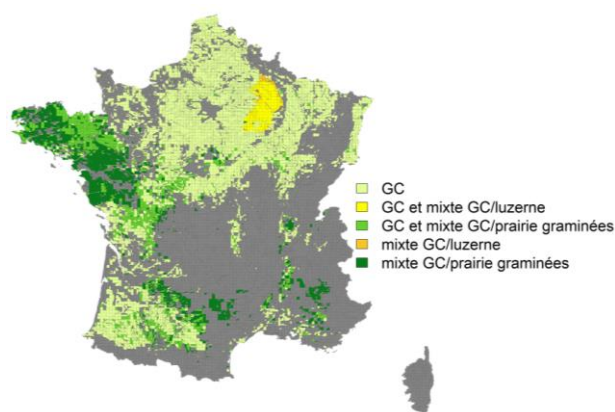 GC
GC et mixte GC/luzerne
GC et mixte GC/prairie graminées
mixte GC/luzerne
mixte GC/prairie graminées